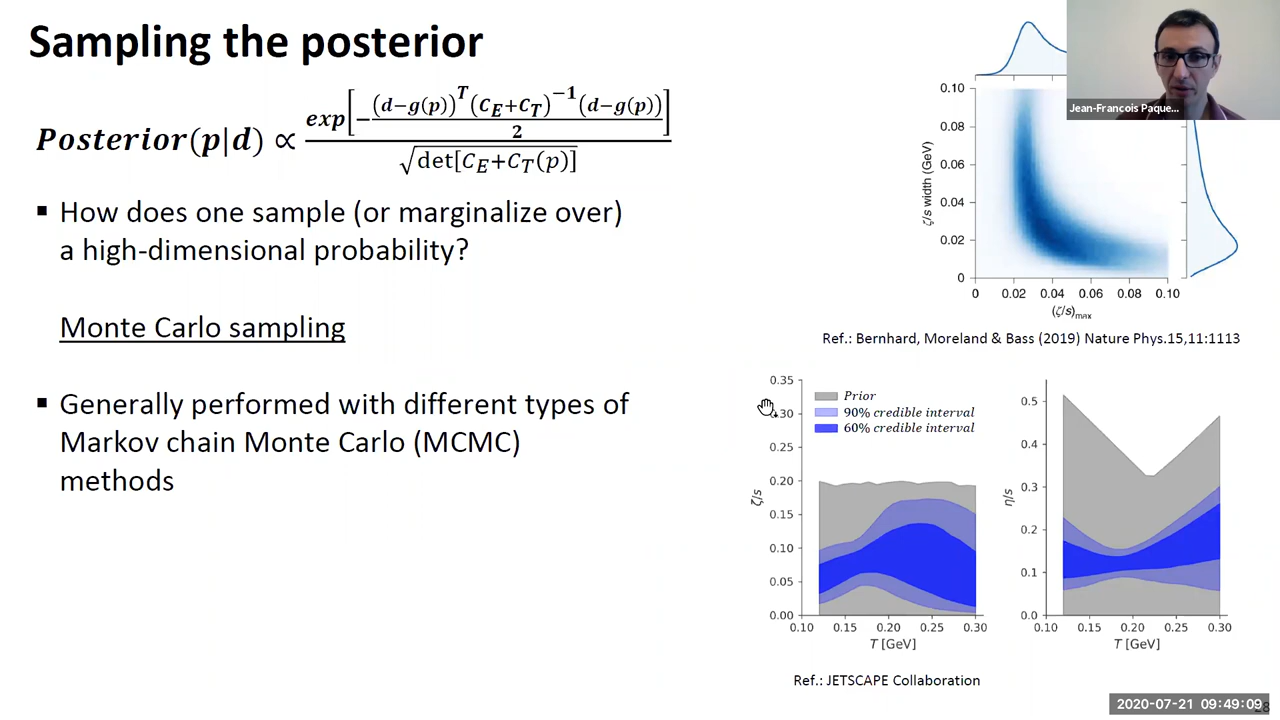 Sampling the posterior
Posterior(p|d) ∝ exp[-(d-g(p))^T (C_E+C_T)^-1 (d-g(p))/2] / √det[C_E+C_T(p)]
▪ How does one sample (or marginalize over)
a high-dimensional probability?
Monte Carlo sampling
▪ Generally performed with different types of
Markov chain Monte Carlo (MCMC)
methods
Jean-Francois Paque...
0.10
0.08
0.06
0.04
0.02
0
ζ/s width (GeV)
0 0.02 0.04 0.06 0.08 0.10
(ζ/s)max
Ref.: Bernhard, Moreland & Bass (2019) Nature Phys.15,11:1113
0.35
0.30
0.25
0.20
0.15
0.10
0.05
0.00
ζ/s
Prior
90% credible interval
60% credible interval
0.10 0.15 0.20 0.25 0.30
T [GeV]
0.5
0.4
0.3
0.2
0.1
0.0
η/s
0.10 0.15 0.20 0.25 0.30
T [GeV]
Ref.: JETSCAPE Collaboration
2020-07-21 09:49:09